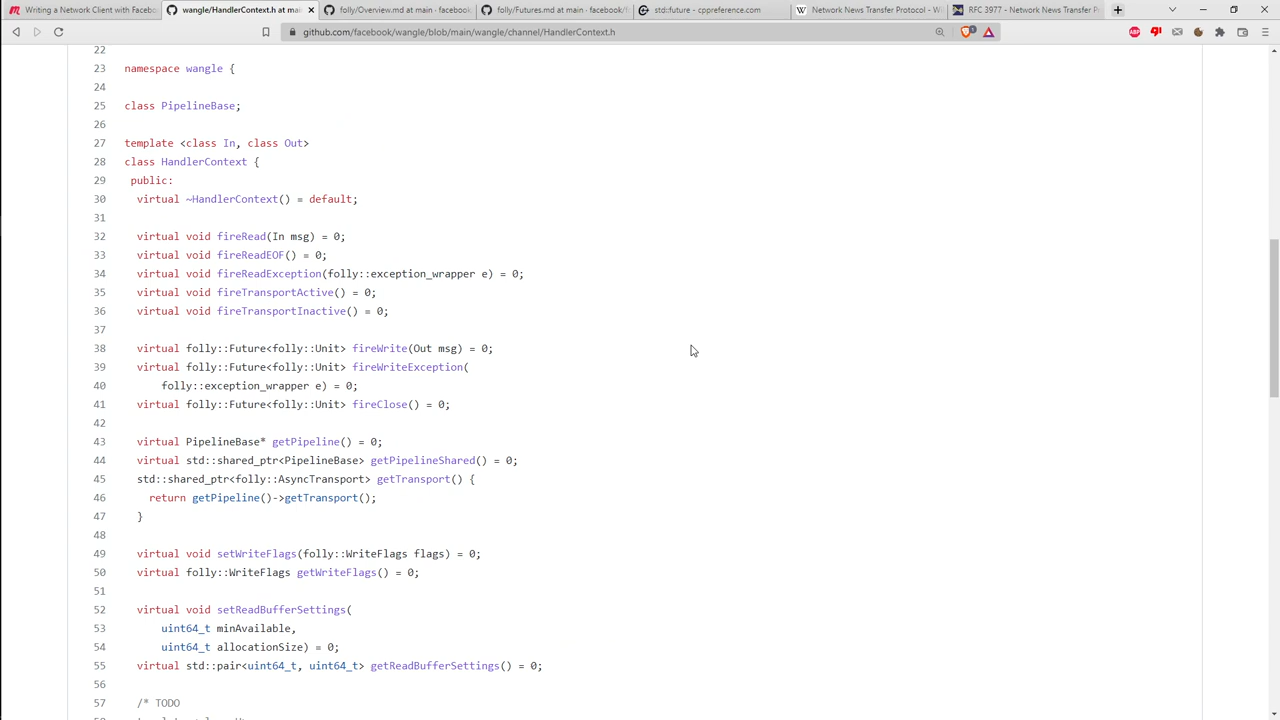 Writing a Network Client with Faceb
wangle/HandlerContext.h at mai
folly/Overview.md at main · facebook
folly/Futures.md at main · facebook/f
std::future - cppreference.com
Network News Transfer Protocol - Wi
RFC 3977 - Network News Transfer P
github.com/facebook/wangle/blob/main/wangle/channel/HandlerContext.h
22
23 namespace wangle {
24
25 class PipelineBase;
26
27 template <class In, class Out>
28 class HandlerContext {
29 public:
30 virtual ~HandlerContext() = default;
31
32 virtual void fireRead(In msg) = 0;
33 virtual void fireReadEOF() = 0;
34 virtual void fireReadException(folly::exception_wrapper e) = 0;
35 virtual void fireTransportActive() = 0;
36 virtual void fireTransportInactive() = 0;
37
38 virtual folly::Future<folly::Unit> fireWrite(Out msg) = 0;
39 virtual folly::Future<folly::Unit> fireWriteException(
40 folly::exception_wrapper e) = 0;
41 virtual folly::Future<folly::Unit> fireClose() = 0;
42
43 virtual PipelineBase* getPipeline() = 0;
44 virtual std::shared_ptr<PipelineBase> getPipelineShared() = 0;
45 std::shared_ptr<folly::AsyncTransport> getTransport() {
46 return getPipeline()->getTransport();
47 }
48
49 virtual void setWriteFlags(folly::WriteFlags flags) = 0;
50 virtual folly::WriteFlags getWriteFlags() = 0;
51
52 virtual void setReadBufferSettings(
53 uint64_t minAvailable,
54 uint64_t allocationSize) = 0;
55 virtual std::pair<uint64_t, uint64_t> getReadBufferSettings() = 0;
56
57 /* TODO